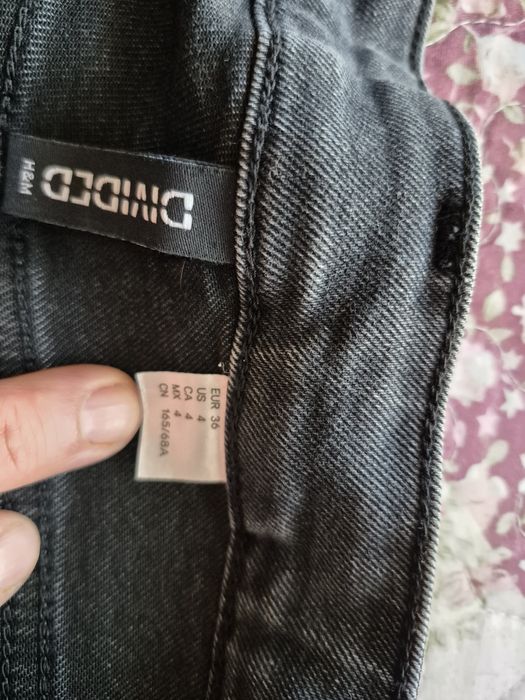 DIVIDED
H&M
EUR 36
US 4
CA 4
MX 4
CN 165/68A